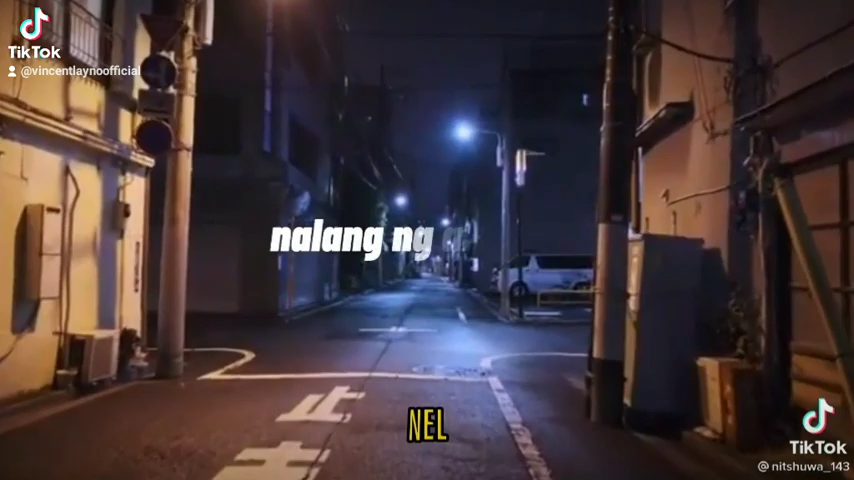 TikTok
@vincentlaynoofficial
nalang ng a
NEL
止
TikTok
@nitshuwa_143